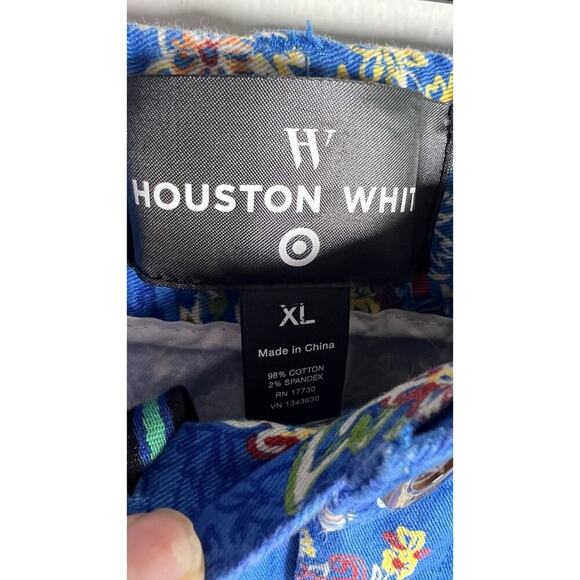 HW
HOUSTON WHIT
XL
Made in China
98% COTTON
2% SPANDEX
RN 17730
VN 1343630